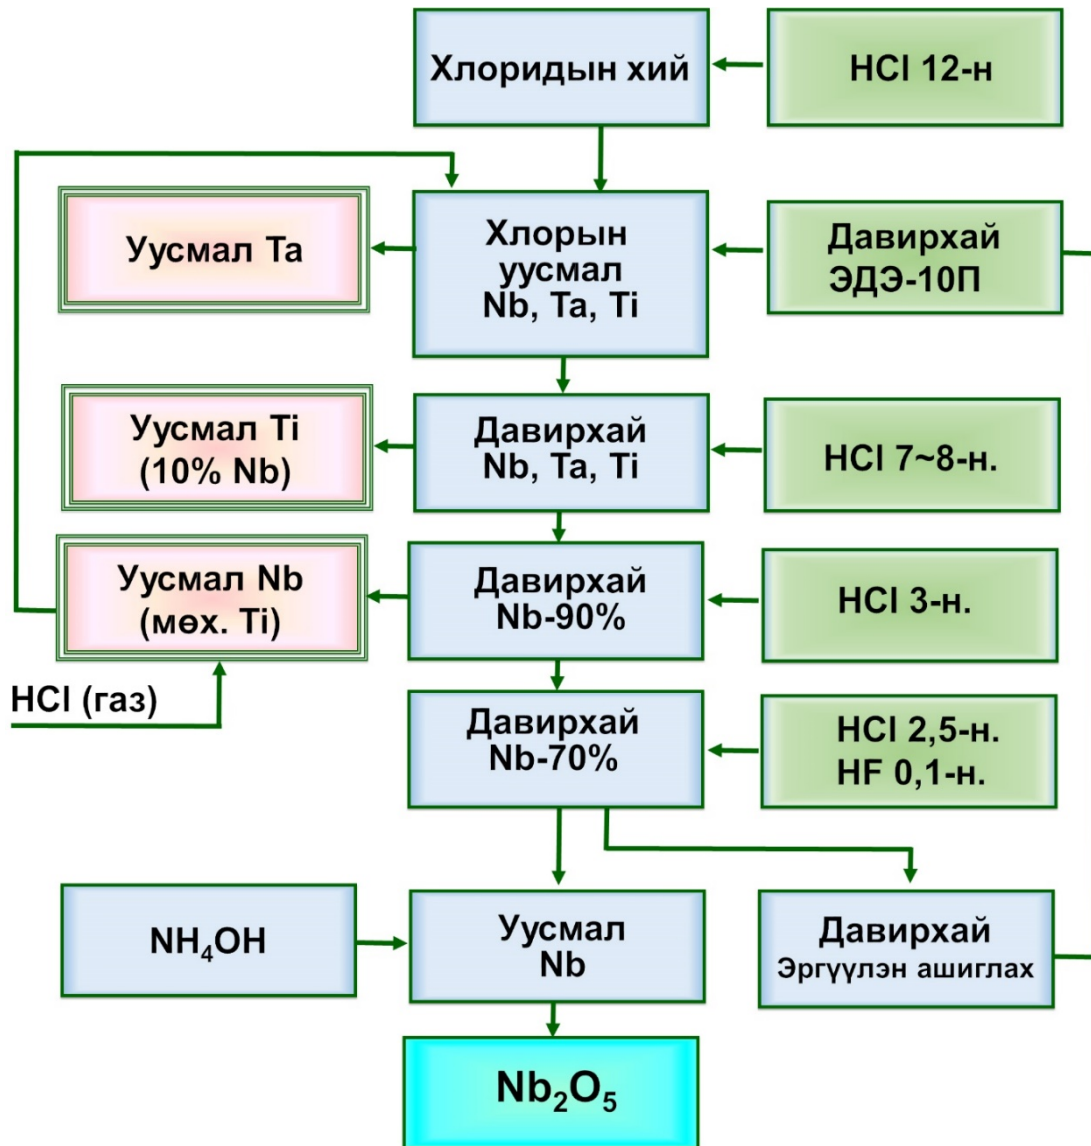 Хлоридын хий
HCl 12-н
Уусмал Ta
Хлорын
уусмал
Nb, Ta, Ti
Давирхай
ЭДЭ-10П
Уусмал Ti
(10% Nb)
Давирхай
Nb, Ta, Ti
HCl 7~8-н.
Уусмал Nb
(мөх. Ti)
Давирхай
Nb-90%
HCl 3-н.
HCl (газ)
Давирхай
Nb-70%
HCl 2,5-н.
HF 0,1-н.
NH₄OH
Уусмал
Nb
Давирхай
Эргүүлэн ашиглах
Nb₂O₅